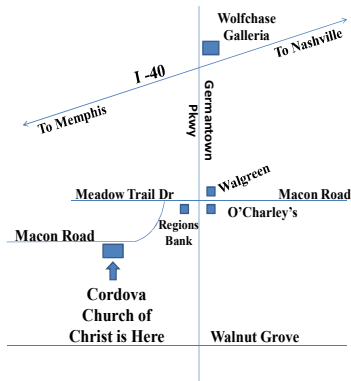 Wolfchase
Galleria
To Nashville
I -40
To Memphis
Germantown
Pkwy
Walgreen
Meadow Trail Dr
Macon Road
O'Charley's
Regions
Bank
Macon Road
Cordova
Church of
Christ is Here
Walnut Grove